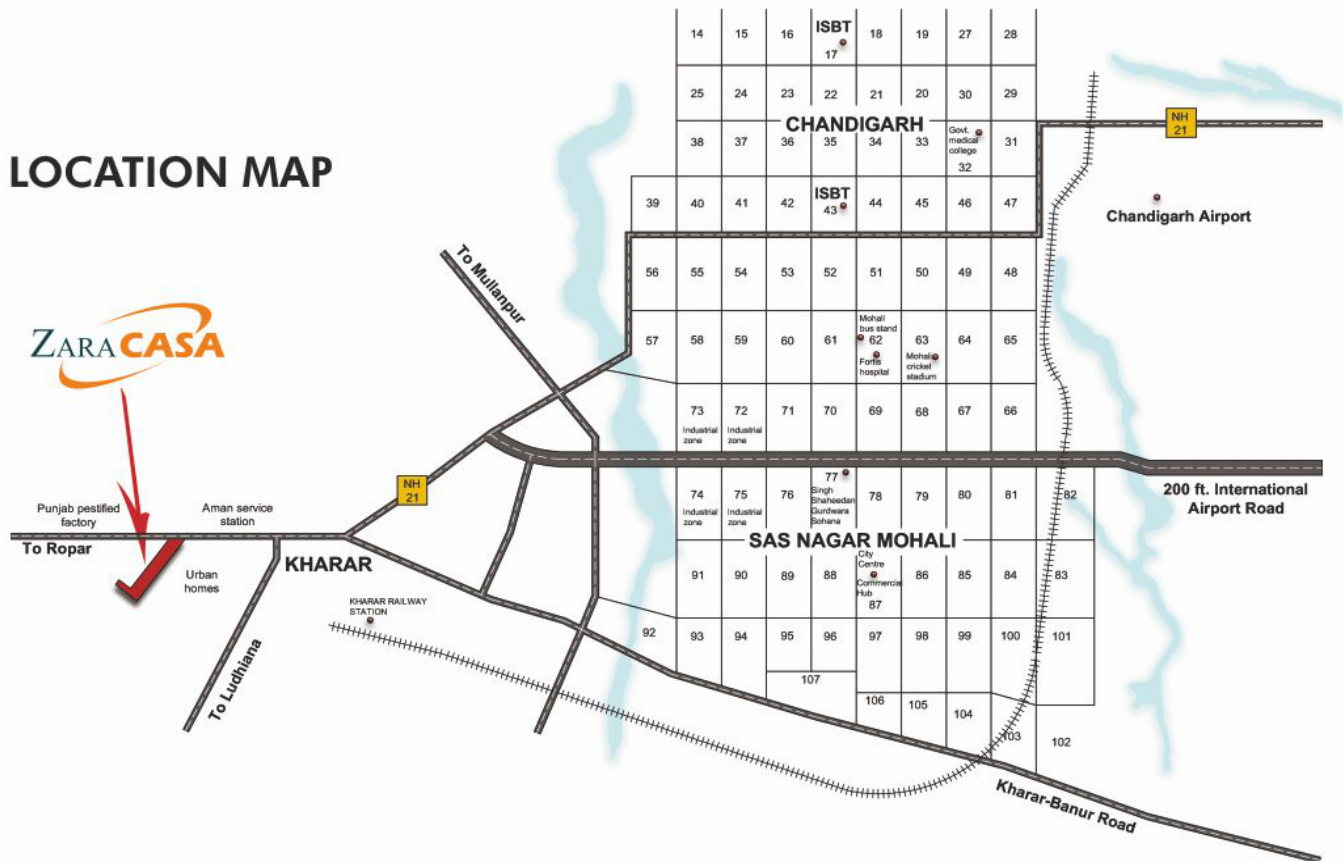 LOCATION MAP
ZARA CASA
14 15 16 ISBT 18 19 27 28
17
25 24 23 22 21 20 30 29
CHANDIGARH
NH
21
38 37 36 35 34 33 31
Govt.
medical
college
32
39 40 41 42 ISBT 44 45 46 47
43
Chandigarh Airport
To Mullanpur
56 55 54 53 52 51 50 49 48
Mohali
bus stand
57 58 59 60 61 62 63 64 65
Fortis
hospital
Mohali
cricket
stadium
73 72 71 70 69 68 67 66
Industrial
zone
Industrial
zone
NH
21
77
74 75 76 78 79 80 81 82
Industrial
zone
Industrial
zone
Singh
Shaheedan
Gurdwara
Sohana
200 ft. International
Airport Road
Punjab pestified
factory
Aman service
station
To Ropar
KHARAR
SAS NAGAR MOHALI
Urban
homes
City
Centre
Commercial
Hub
87
91 90 89 88 86 85 84 83
KHARAR RAILWAY
STATION
92 93 94 95 96 97 98 99 100 101
To Ludhiana
107
106 105 104 103 102
Kharar-Banur Road